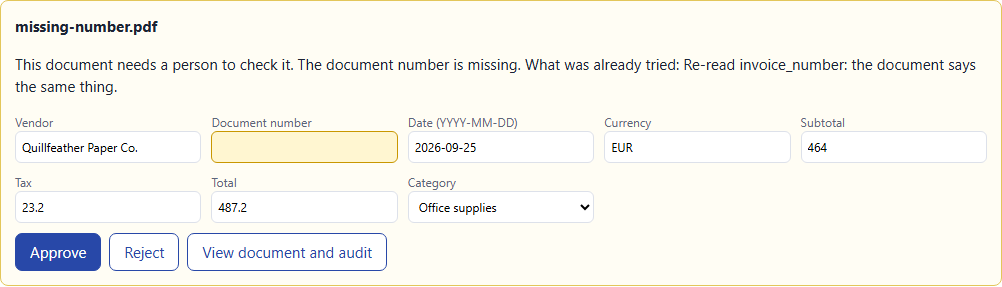 missing-number.pdf
This document needs a person to check it. The document number is missing. What was already tried: Re-read invoice_number: the document says
the same thing.
Vendor Document number Date (YYYY-MM-DD) Currency Subtotal
Quillfeather Paper Co. 2026-09-25 EUR 464
Tax Total Category
23.2 487.2 Office supplies
Approve Reject View document and audit